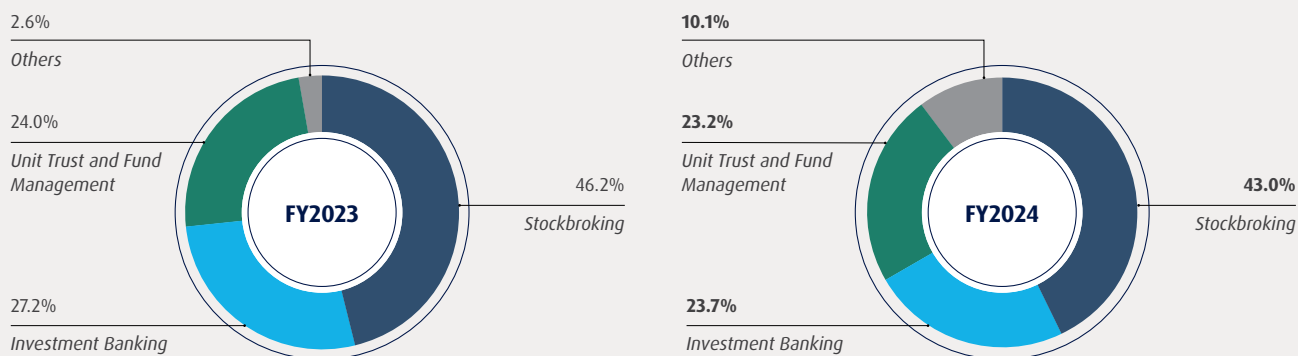 2.6%
Others
24.0%
Unit Trust and Fund
Management
27.2%
Investment Banking
FY2023
46.2%
Stockbroking
10.1%
Others
23.2%
Unit Trust and Fund
Management
23.7%
Investment Banking
FY2024
43.0%
Stockbroking